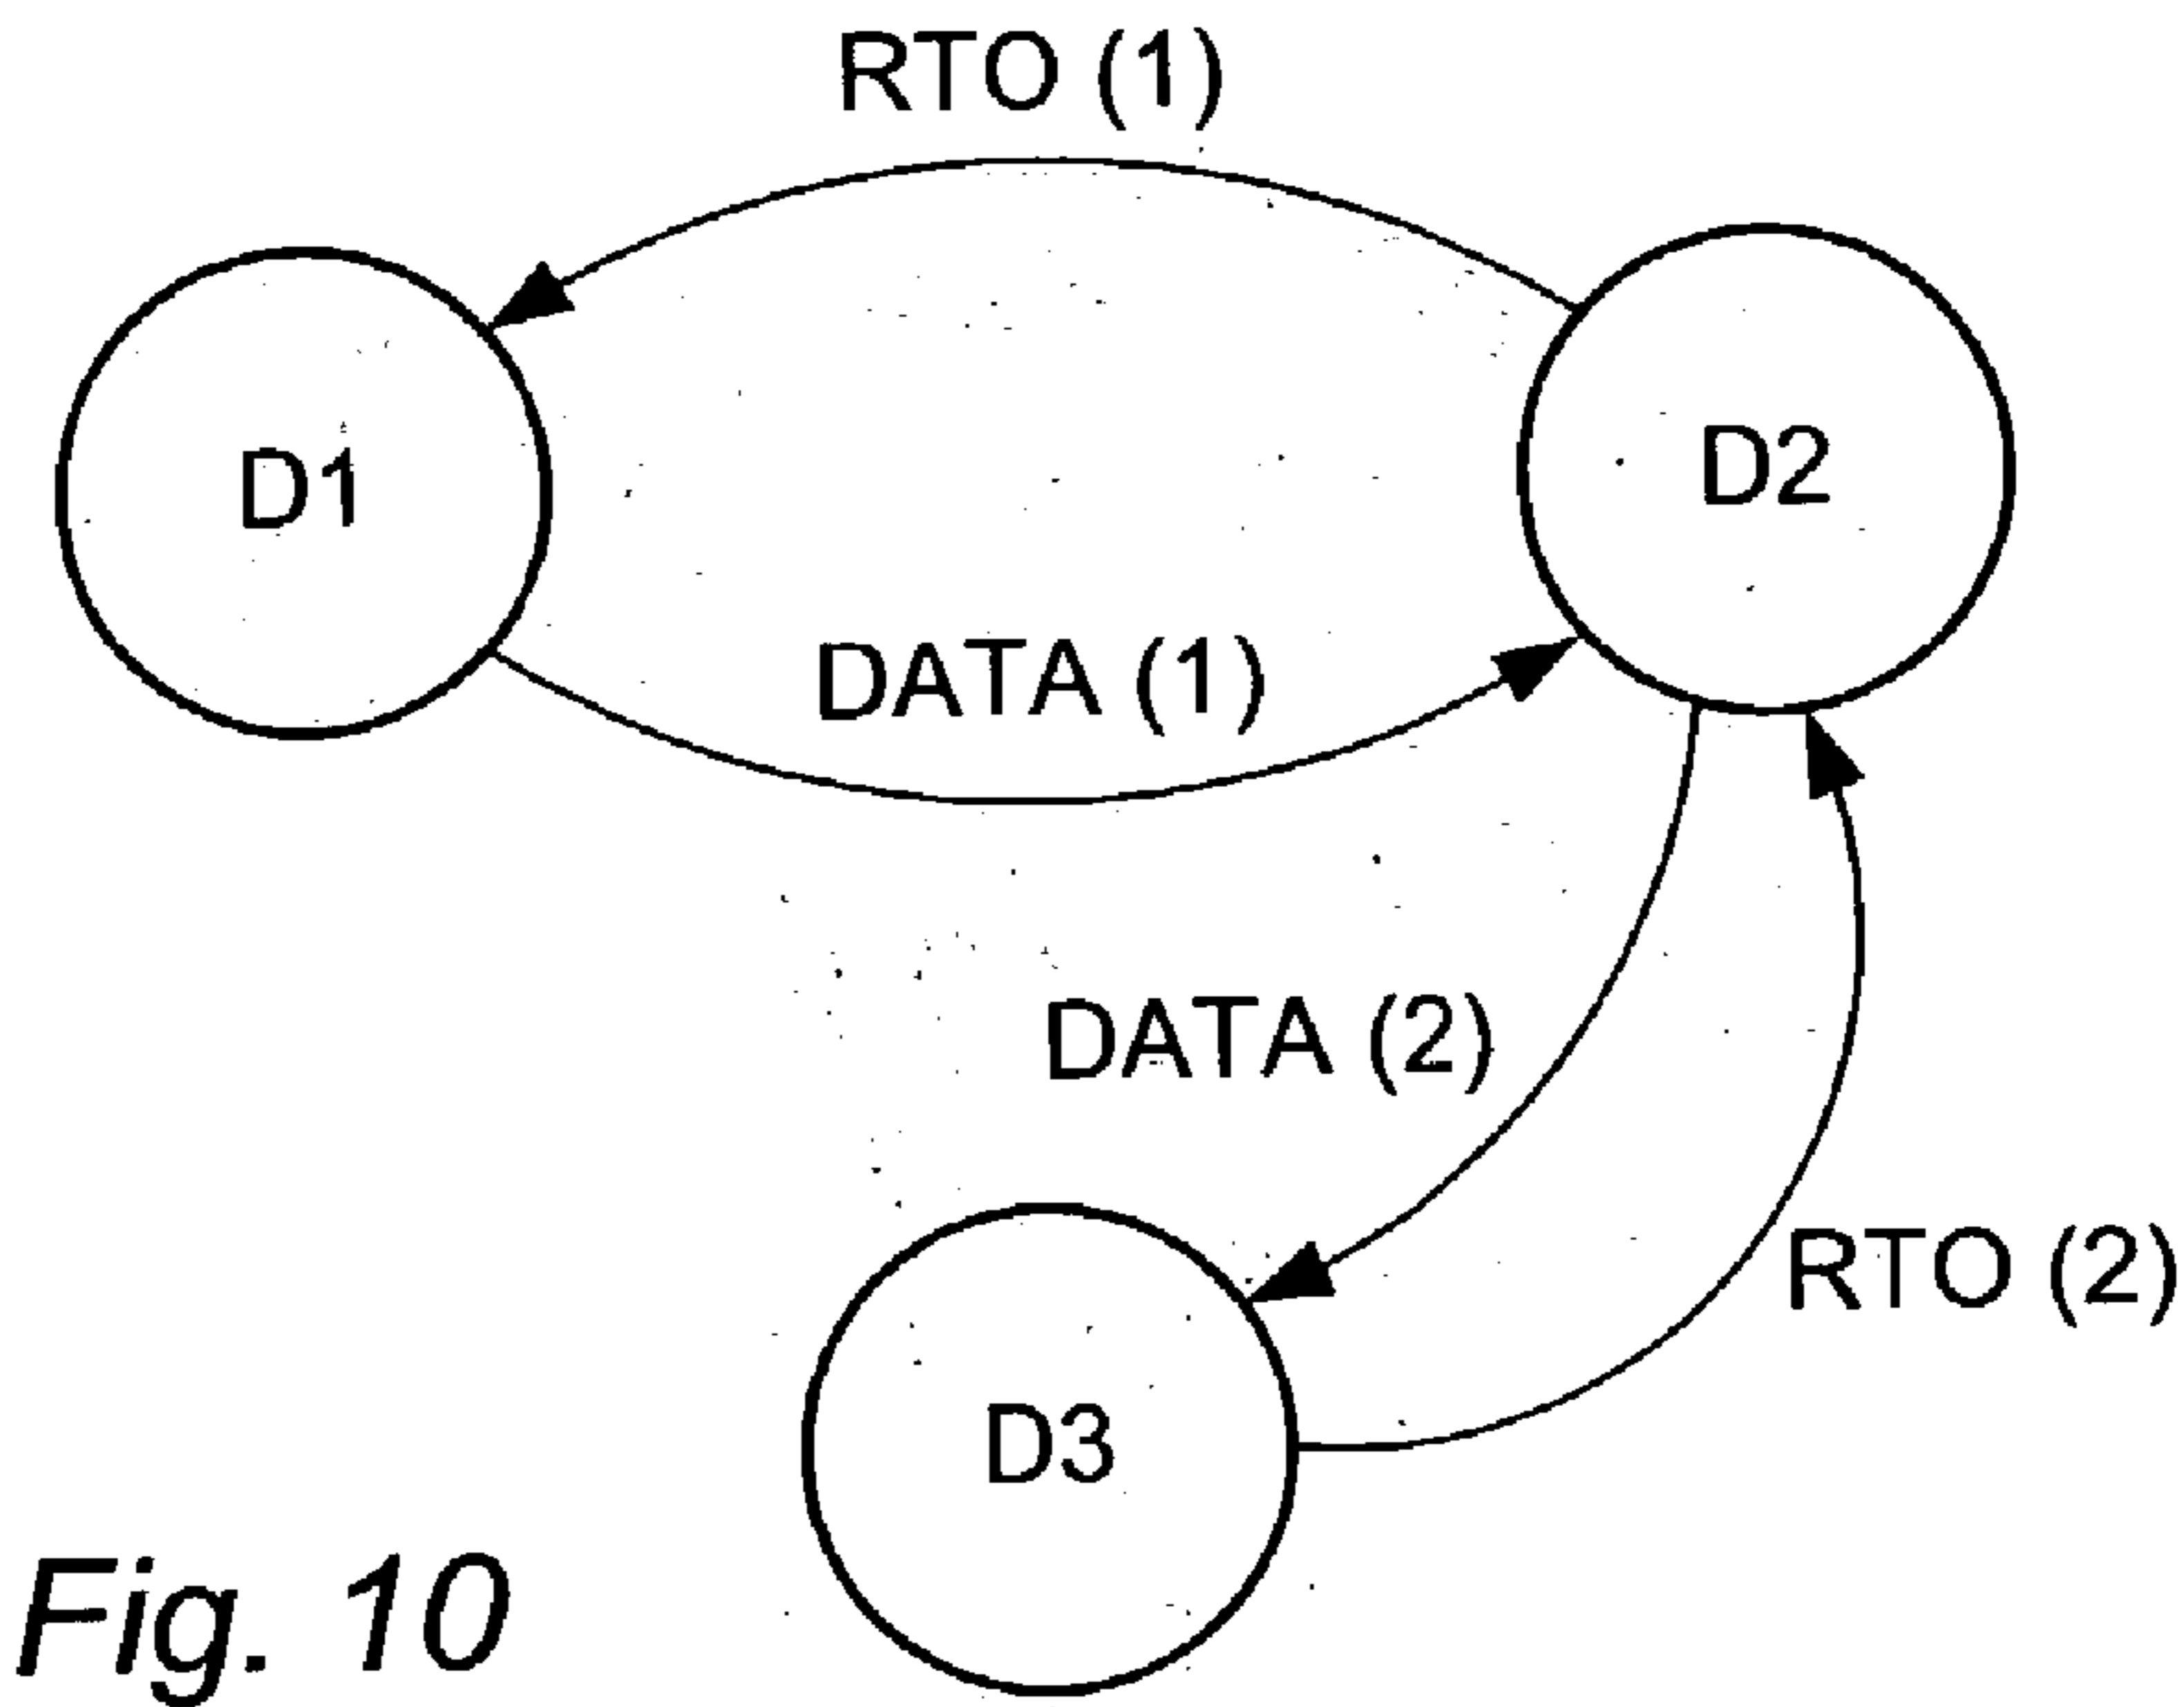 RTO (1)
D1
D2
DATA (1)
DATA (2)
RTO (2)
D3
Fig. 10